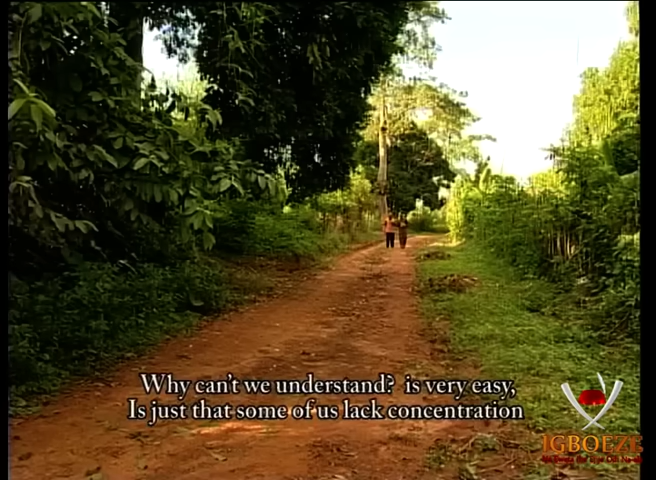 Why can't we understand? is very easy,
Is just that some of us lack concentration
IGBOEZE